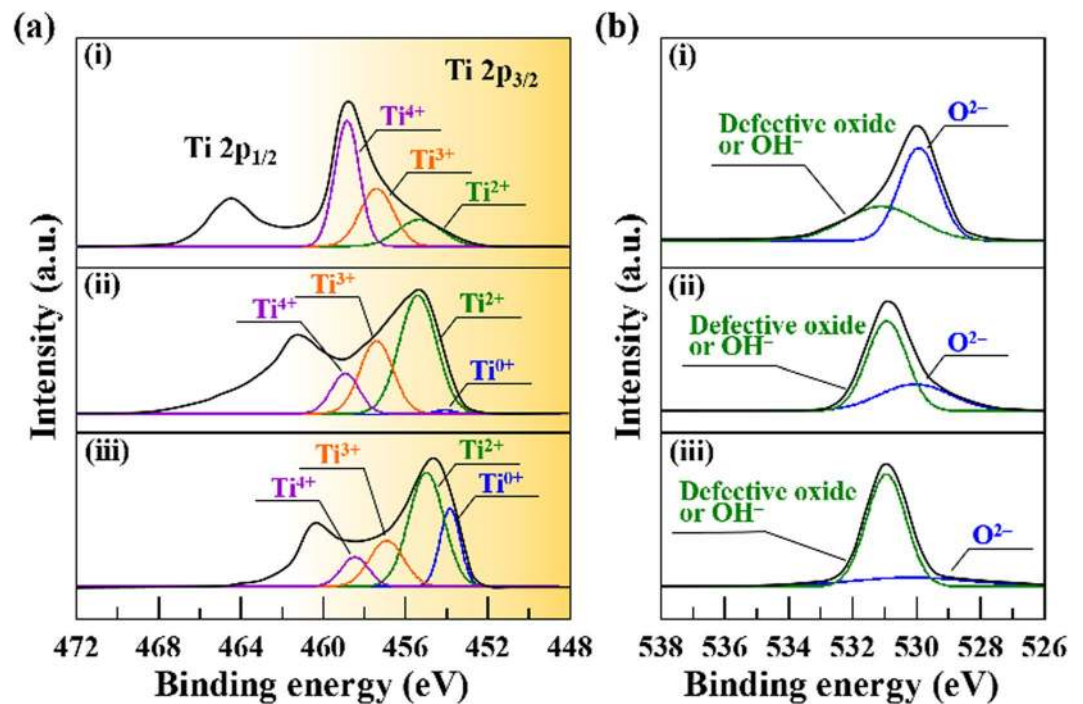 (a)
(i)
Ti 2p1/2
Ti 2p3/2
Ti4+
Ti3+
Ti2+
(ii)
Ti4+
Ti3+
Ti2+
Ti0+
(iii)
Ti4+
Ti3+
Ti2+
Ti0+
Intensity (a.u.)
472 468 464 460 456 452 448
Binding energy (eV)
(b)
(i)
Defective oxide
or OH−
O2−
(ii)
Defective oxide
or OH−
O2−
(iii)
Defective oxide
or OH−
O2−
Intensity (a.u.)
538 536 534 532 530 528 526
Binding energy (eV)